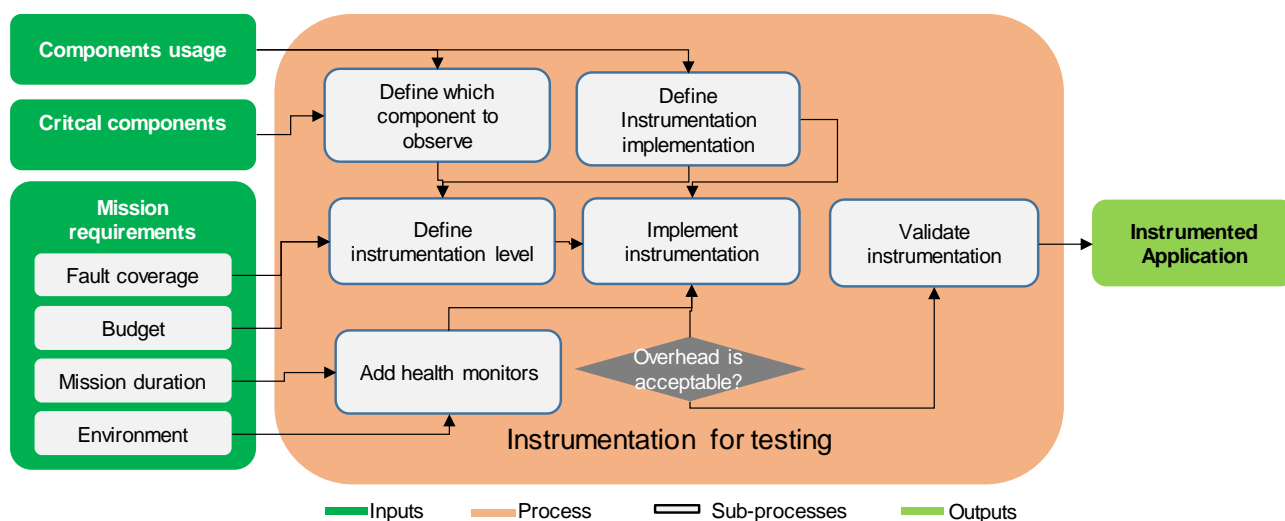 Components usage
Critcal components
Mission
requirements
Fault coverage
Budget
Mission duration
Environment
Define which
component to
observe
Define
Instrumentation
implementation
Define
instrumentation level
Implement
instrumentation
Validate
instrumentation
Add health monitors
Overhead is
acceptable?
Instrumentation for testing
Instrumented
Application
Inputs
Process
Sub-processes
Outputs